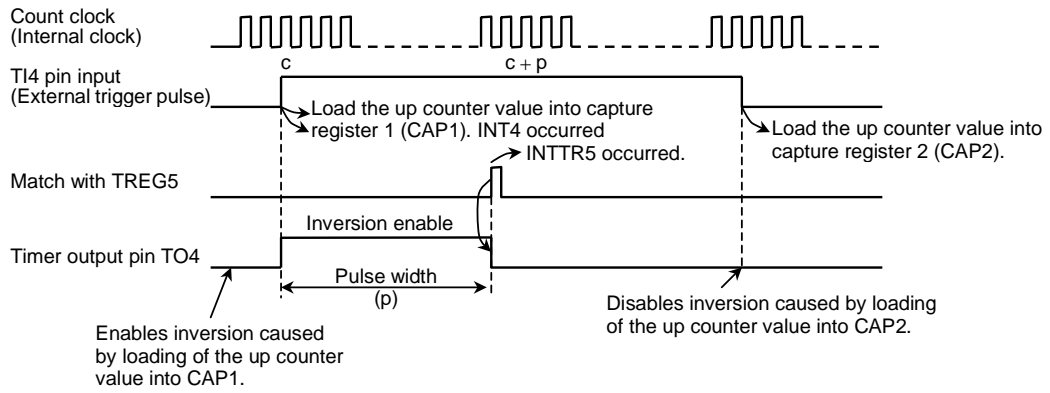 Count clock
(Internal clock)
c
c + p
TI4 pin input
(External trigger pulse)
Load the up counter value into capture
register 1 (CAP1). INT4 occurred
Load the up counter value into
capture register 2 (CAP2).
INTTR5 occurred.
Match with TREG5
Inversion enable
Timer output pin TO4
Pulse width
(p)
Enables inversion caused
by loading of the up counter
value into CAP1.
Disables inversion caused by loading
of the up counter value into CAP2.